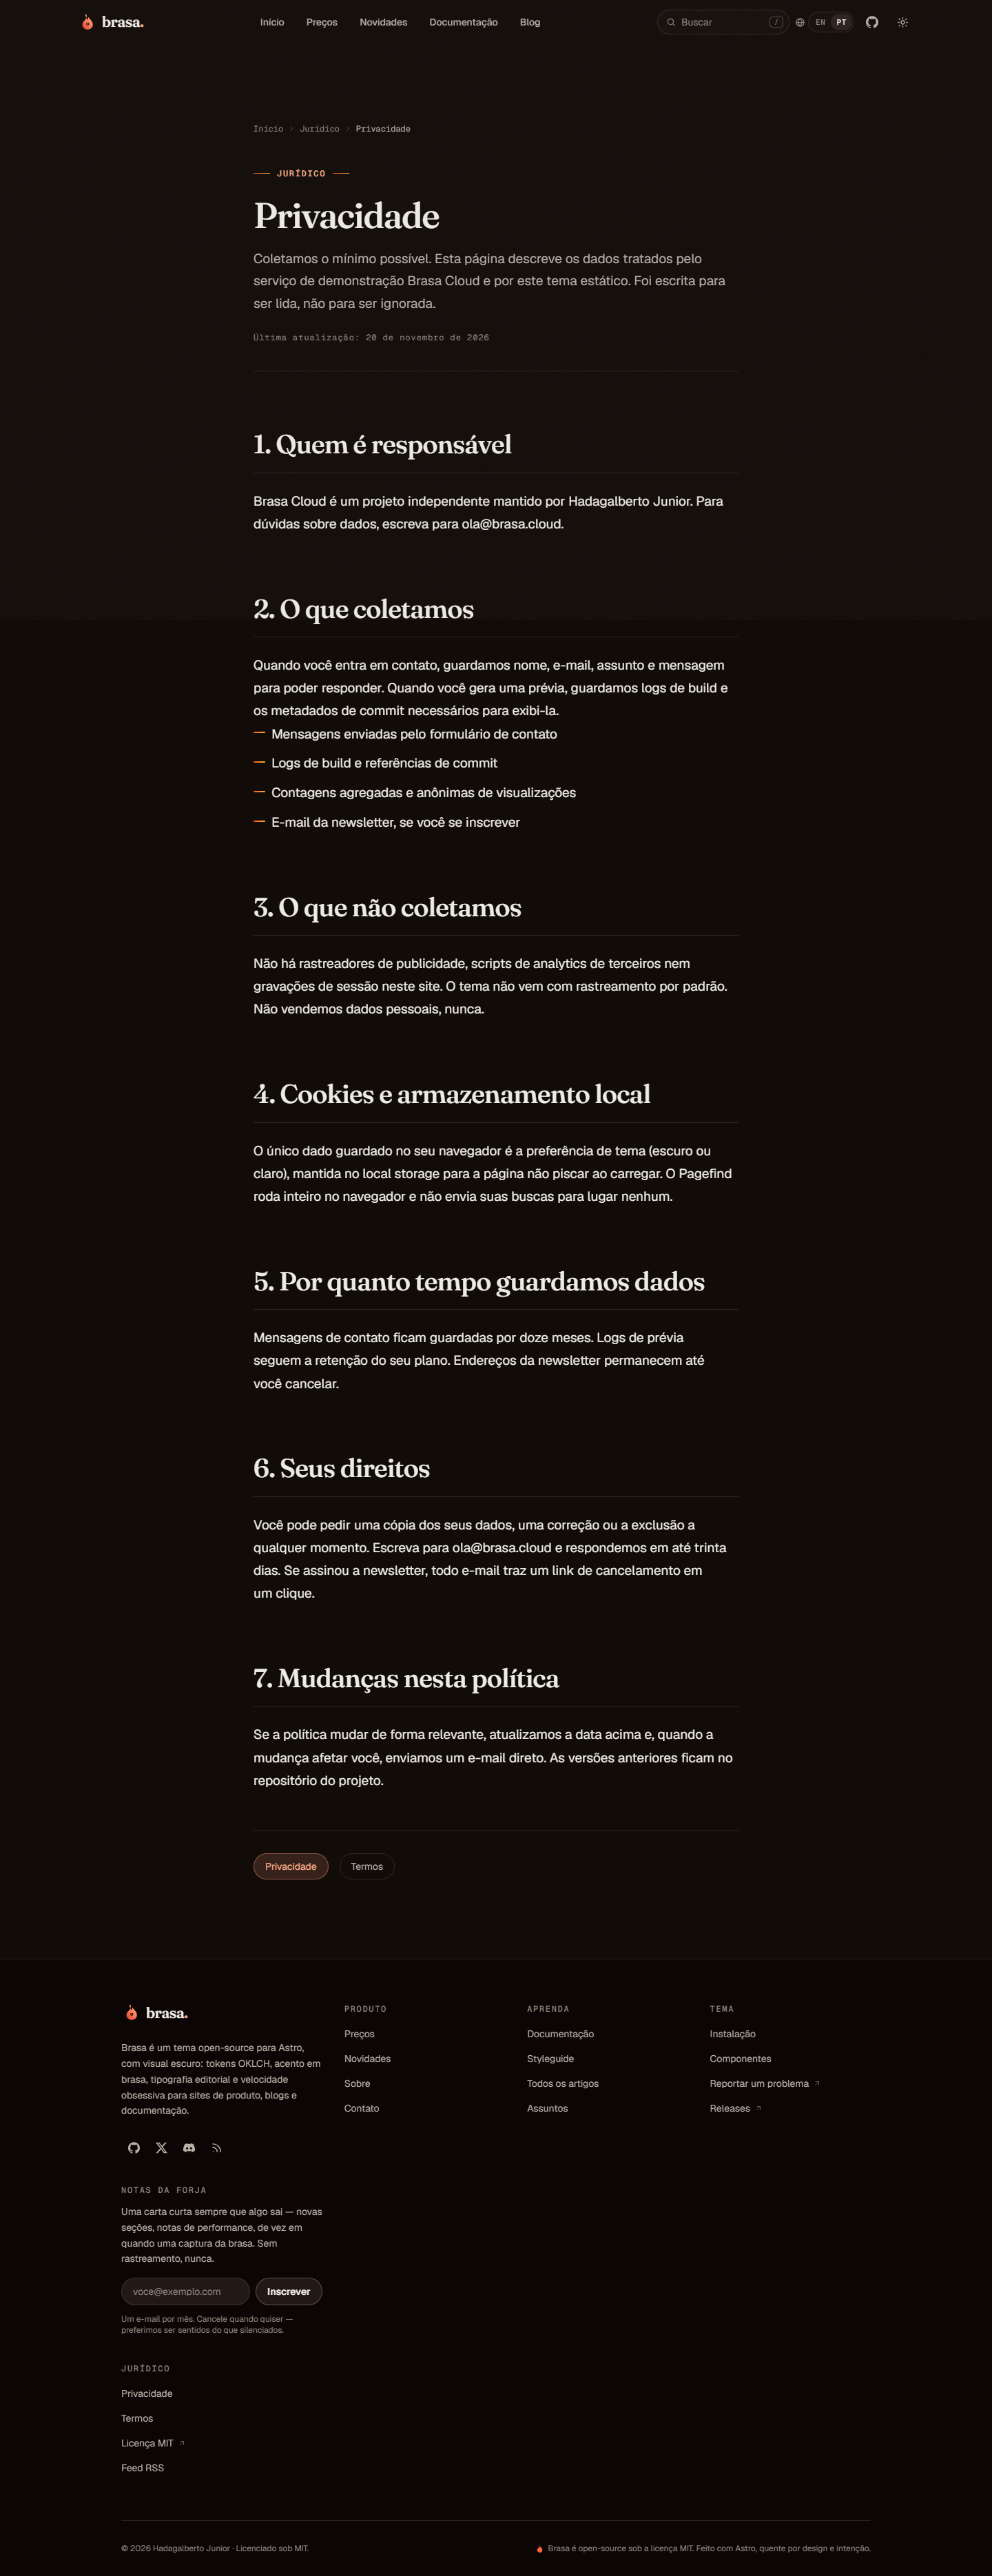 brasa.
Início
Preços
Novidades
Documentação
Blog
Buscar
/
EN
PT
Início > Jurídico > Privacidade
JURÍDICO
Privacidade
Coletamos o mínimo possível. Esta página descreve os dados tratados pelo
serviço de demonstração Brasa Cloud e por este tema estático. Foi escrita para
ser lida, não para ser ignorada.
Última atualização: 20 de novembro de 2026
1. Quem é responsável
Brasa Cloud é um projeto independente mantido por Hadagalberto Junior. Para
dúvidas sobre dados, escreva para ola@brasa.cloud.
2. O que coletamos
Quando você entra em contato, guardamos nome, e-mail, assunto e mensagem
para poder responder. Quando você gera uma prévia, guardamos logs de build e
os metadados de commit necessários para exibi-la.
Mensagens enviadas pelo formulário de contato
Logs de build e referências de commit
Contagens agregadas e anônimas de visualizações
E-mail da newsletter, se você se inscrever
3. O que não coletamos
Não há rastreadores de publicidade, scripts de analytics de terceiros nem
gravações de sessão neste site. O tema não vem com rastreamento por padrão.
Não vendemos dados pessoais, nunca.
4. Cookies e armazenamento local
O único dado guardado no seu navegador é a preferência de tema (escuro ou
claro), mantida no local storage para a página não piscar ao carregar. O Pagefind
roda inteiro no navegador e não envia suas buscas para lugar nenhum.
5. Por quanto tempo guardamos dados
Mensagens de contato ficam guardadas por doze meses. Logs de prévia
seguem a retenção do seu plano. Endereços da newsletter permanecem até
você cancelar.
6. Seus direitos
Você pode pedir uma cópia dos seus dados, uma correção ou a exclusão a
qualquer momento. Escreva para ola@brasa.cloud e respondemos em até trinta
dias. Se assinou a newsletter, todo e-mail traz um link de cancelamento em
um clique.
7. Mudanças nesta política
Se a política mudar de forma relevante, atualizamos a data acima e, quando a
mudança afetar você, enviamos um e-mail direto. As versões anteriores ficam no
repositório do projeto.
Privacidade
Termos
brasa.
Brasa é um tema open-source para Astro,
com visual escuro: tokens OKLCH, acento em
brasa, tipografia editorial e velocidade
obsessiva para sites de produto, blogs e
documentação.
NOTAS DA FORJA
Uma carta curta sempre que algo sai — novas
seções, notas de performance, de vez em
quando uma captura da brasa. Sem
rastreamento, nunca.
voce@exemplo.com
Inscrever
Um e-mail por mês. Cancele quando quiser —
preferimos ser sentidos do que silenciados.
PRODUTO
Preços
Novidades
Sobre
Contato
APRENDA
Documentação
Styleguide
Todos os artigos
Assuntos
TEMA
Instalação
Componentes
Reportar um problema
Releases
JURÍDICO
Privacidade
Termos
Licença MIT
Feed RSS
© 2026 Hadagalberto Junior · Licenciado sob MIT.
Brasa é open-source sob a licença MIT. Feito com Astro, quente por design e intenção.